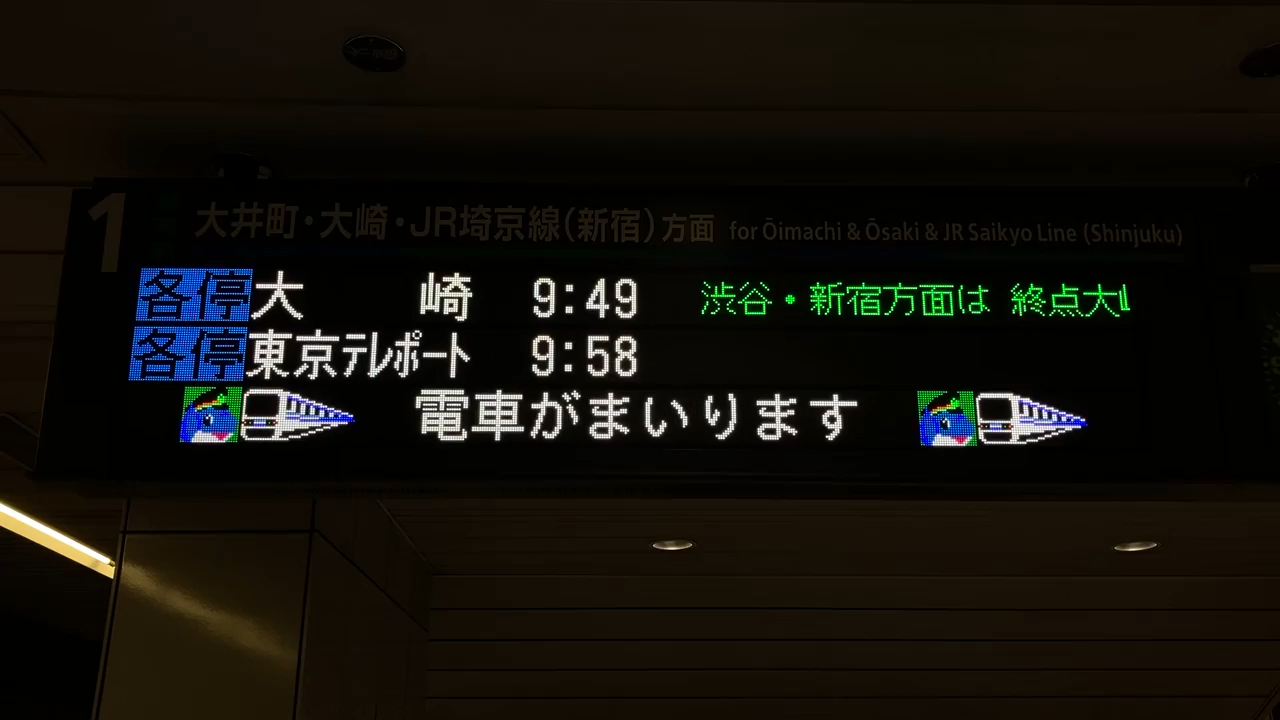 1
大井町・大崎・JR埼京線(新宿)方面 for Ōimachi & Ōsaki & JR Saikyo Line (Shinjuku)
各停 大崎 9:49 渋谷・新宿方面は 終点大
各停 東京テレポート 9:58
電車がまいります